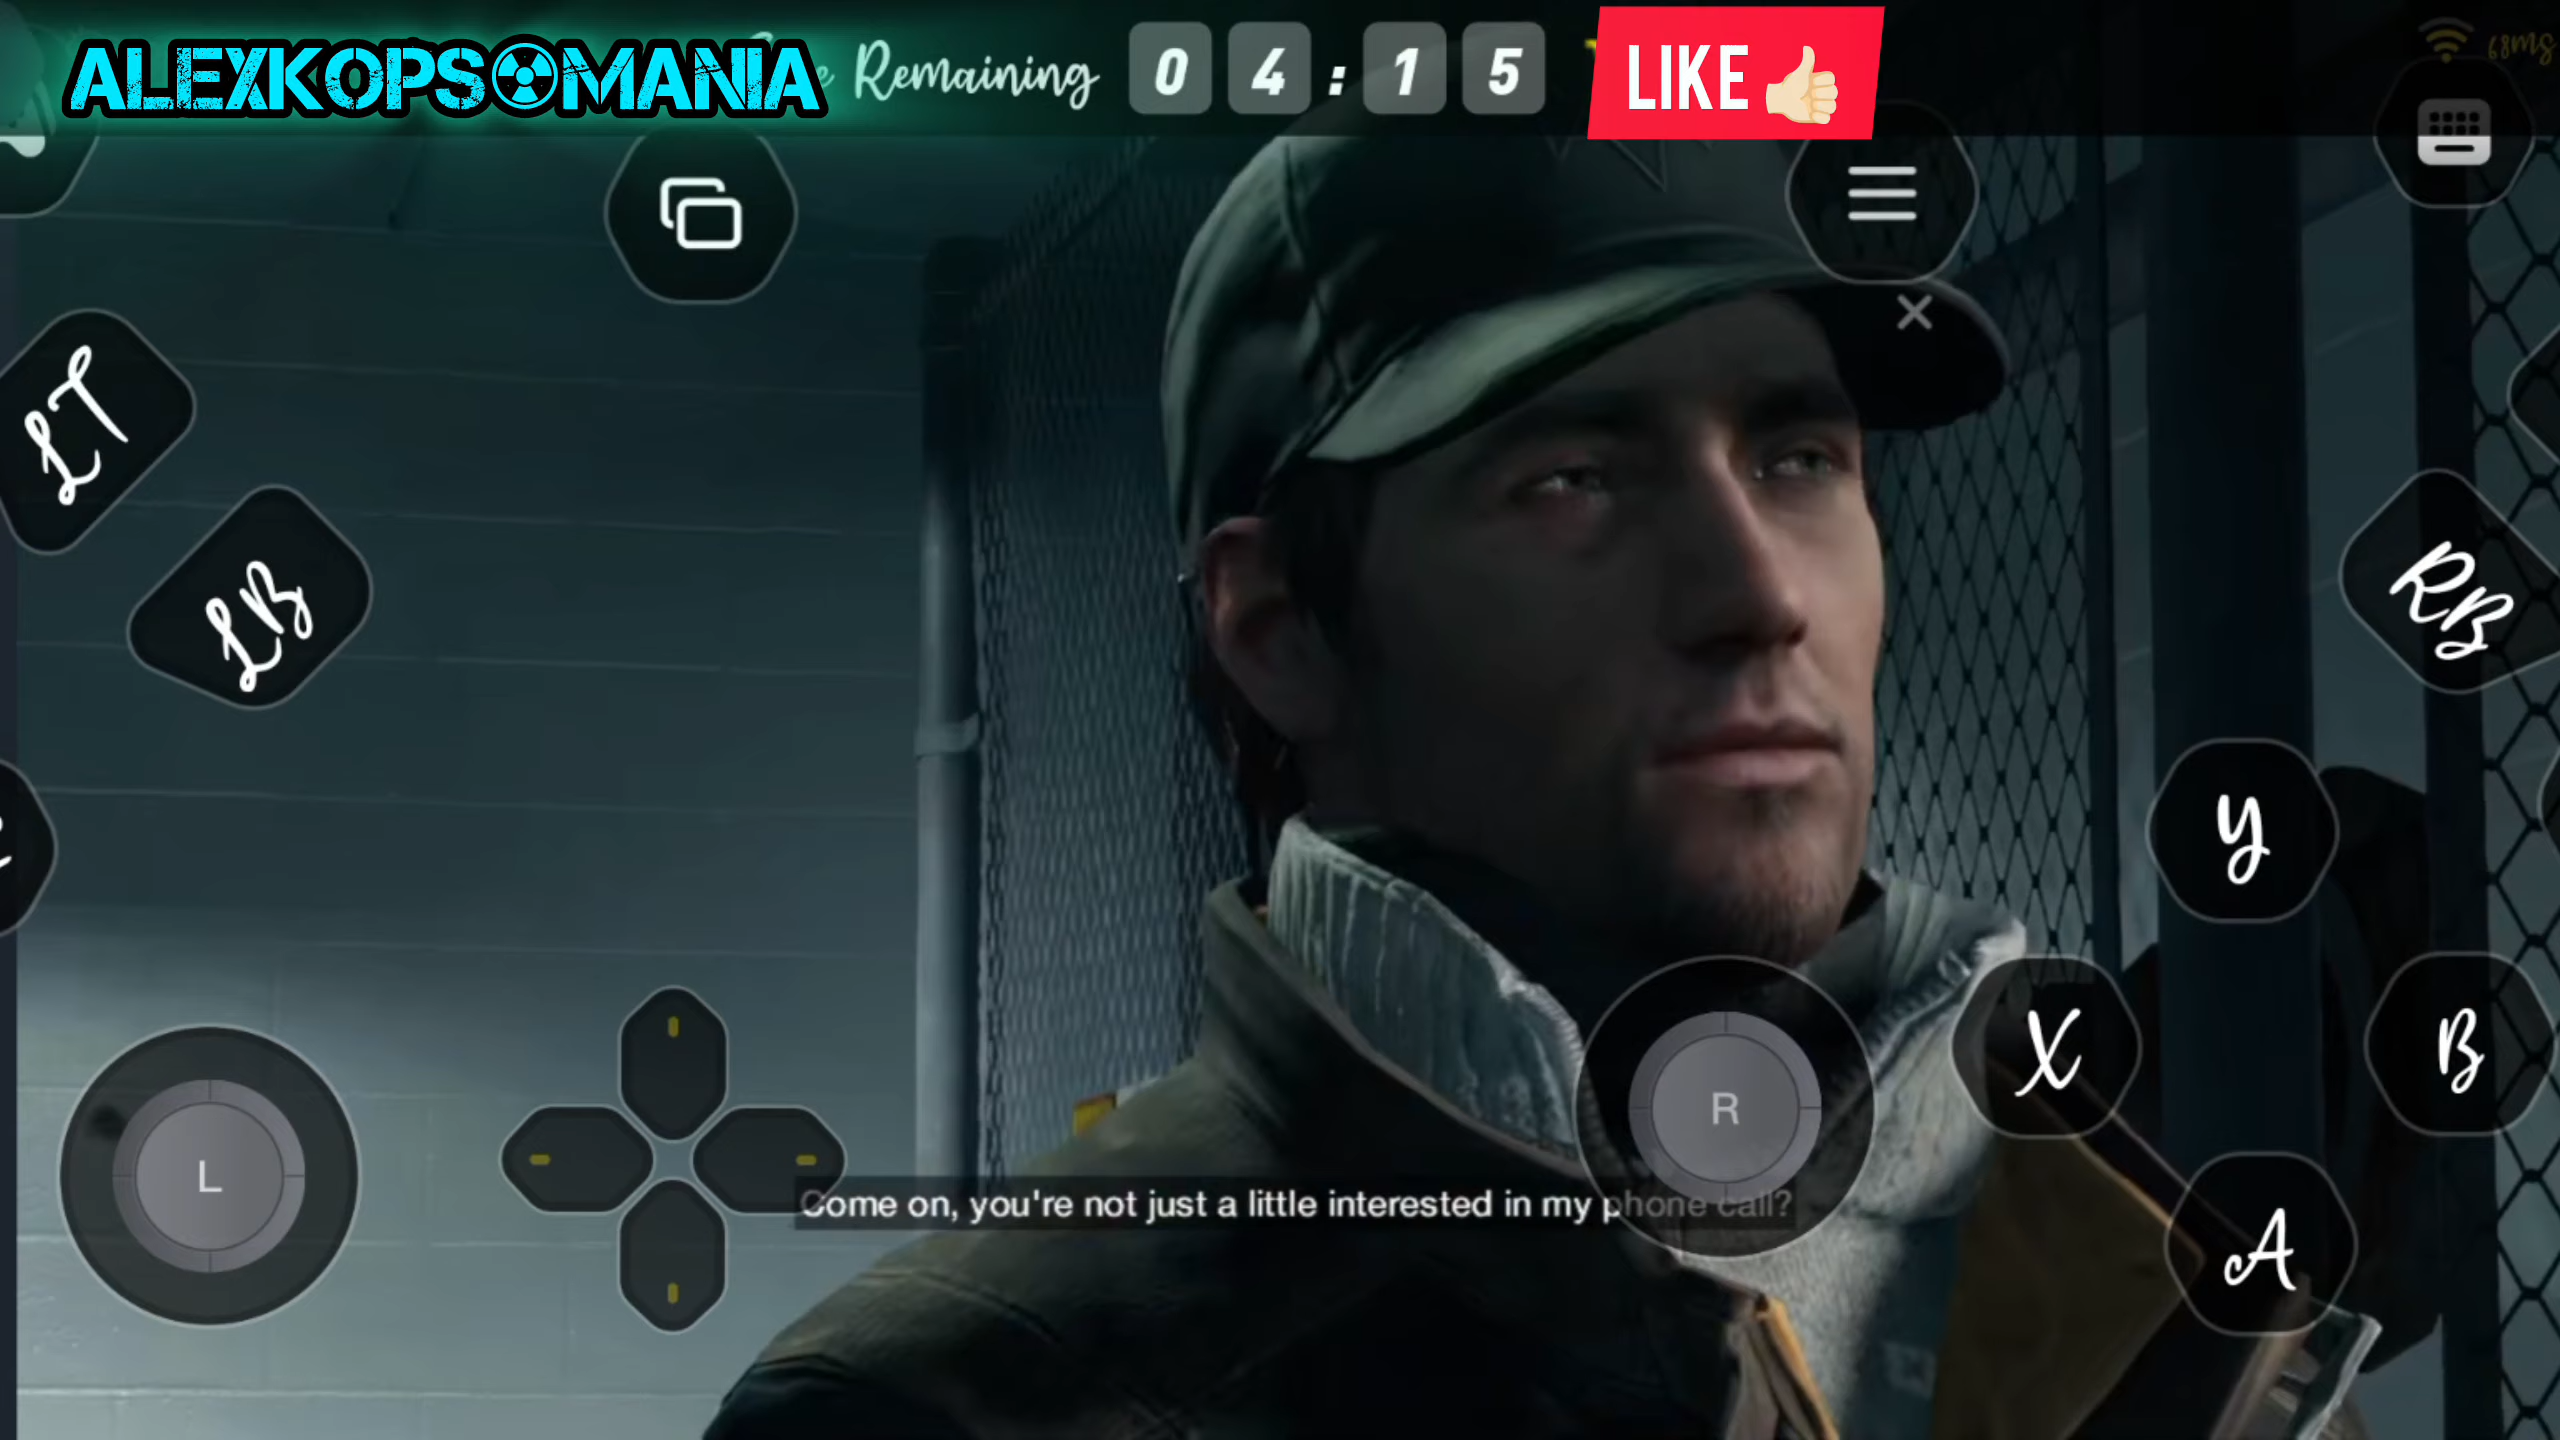 ALEXKOPSMANIA
Remaining 04:15
LIKE
68ms
LT
LB
RB
Y
X
B
A
L
R
Come on, you're not just a little interested in my phone call?